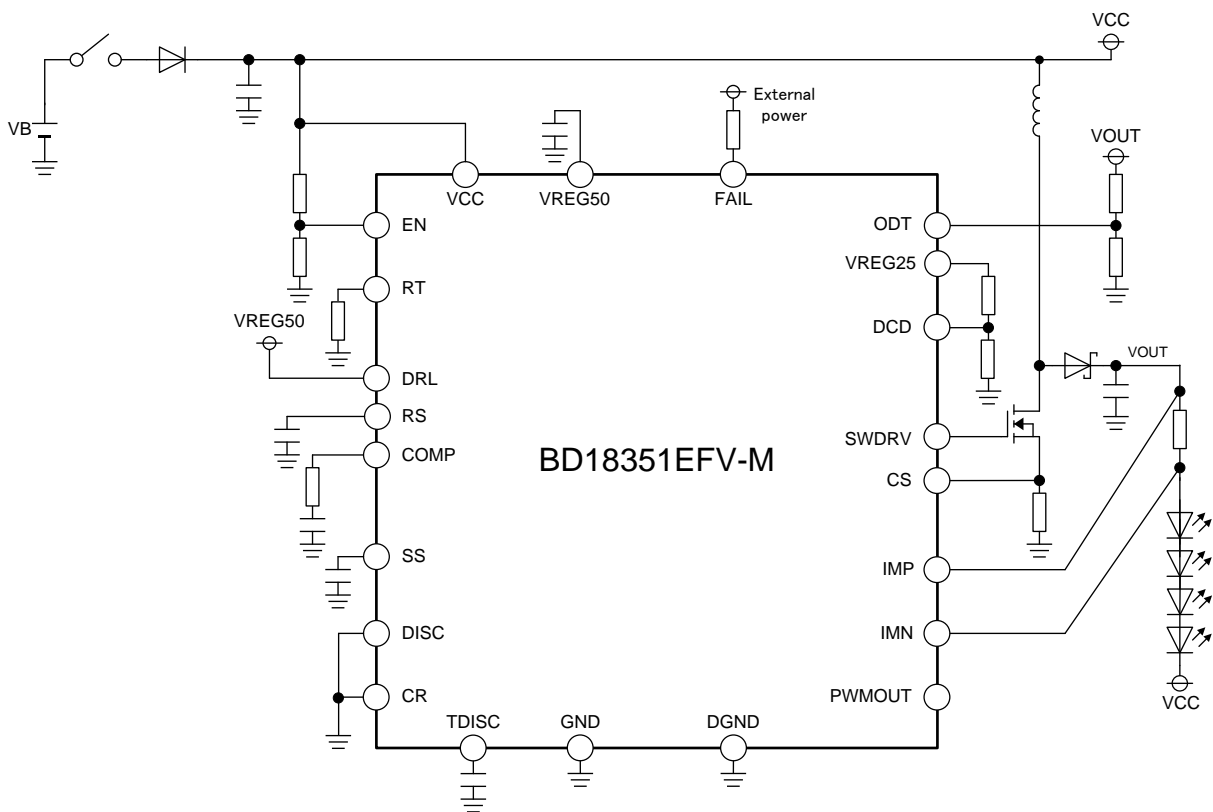 VCC
VB
External
power
VOUT
VCC
VREG50
FAIL
EN
ODT
VREG25
RT
VREG50
DCD
DRL
VOUT
RS
SWDRV
COMP
BD18351EFV-M
CS
SS
IMP
DISC
IMN
CR
PWMOUT
VCC
TDISC
GND
DGND